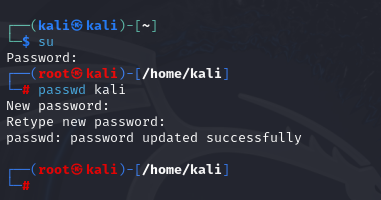 ┌──(kali㉿kali)-[~]
└─$ su
Password:
┌──(root㉿kali)-[/home/kali]
└─# passwd kali
New password:
Retype new password:
passwd: password updated successfully
┌──(root㉿kali)-[/home/kali]
└─#